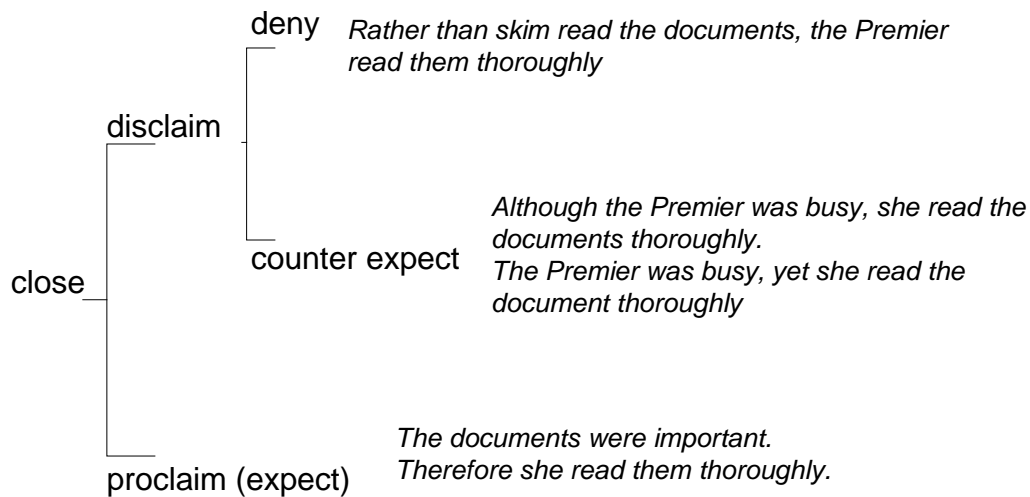 deny
Rather than skim read the documents, the Premier
read them thoroughly
disclaim
Although the Premier was busy, she read the
documents thoroughly.
counter expect
The Premier was busy, yet she read the
document thoroughly
close
The documents were important.
Therefore she read them thoroughly.
proclaim (expect)